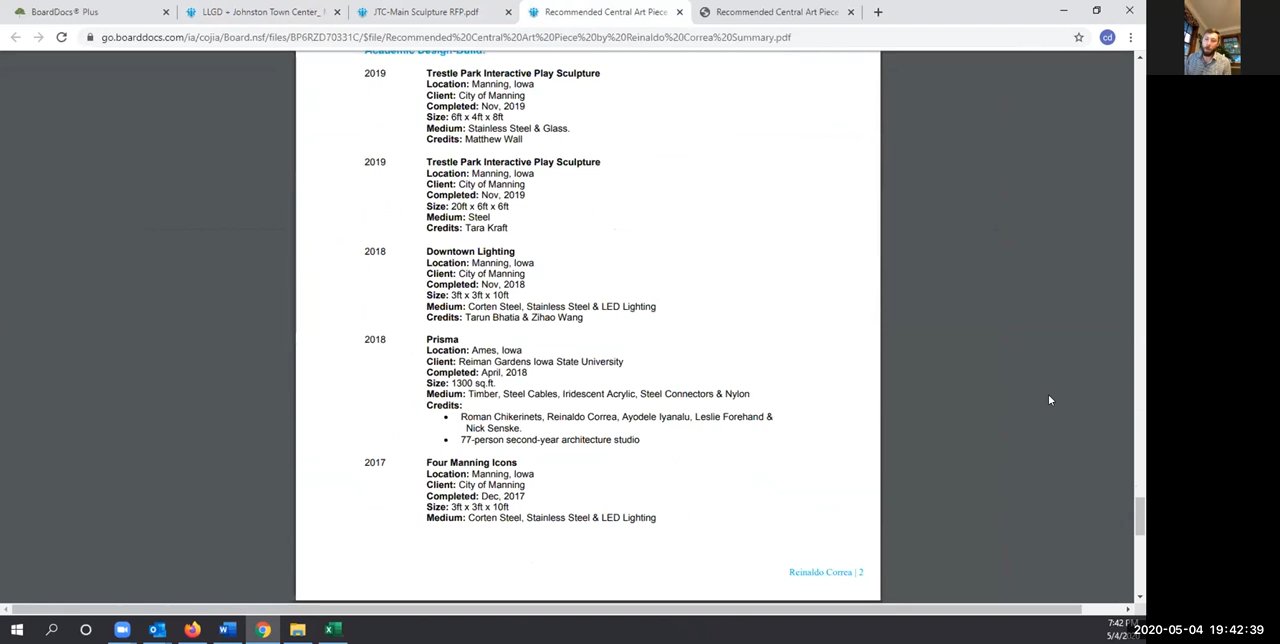 BoardDocs® Plus
LLGD + Johnston Town Center_
JTC-Main Sculpture RFP.pdf
Recommended Central Art Piece
Recommended Central Art Piece
go.boarddocs.com/ia/cojia/Board.nsf/files/BP6RZD70331C/$file/Recommended%20Central%20Art%20Piece%20by%20Reinaldo%20Correa%20Summary.pdf
cd
Academic Design-Build:
2019 Trestle Park Interactive Play Sculpture
Location: Manning, Iowa
Client: City of Manning
Completed: Nov, 2019
Size: 6ft x 4ft x 8ft
Medium: Stainless Steel & Glass.
Credits: Matthew Wall
2019 Trestle Park Interactive Play Sculpture
Location: Manning, Iowa
Client: City of Manning
Completed: Nov, 2019
Size: 20ft x 6ft x 6ft
Medium: Steel
Credits: Tara Kraft
2018 Downtown Lighting
Location: Manning, Iowa
Client: City of Manning
Completed: Nov, 2018
Size: 3ft x 3ft x 10ft
Medium: Corten Steel, Stainless Steel & LED Lighting
Credits: Tarun Bhatia & Zihao Wang
2018 Prisma
Location: Ames, Iowa
Client: Reiman Gardens Iowa State University
Completed: April, 2018
Size: 1300 sq.ft.
Medium: Timber, Steel Cables, Iridescent Acrylic, Steel Connectors & Nylon
Credits:
• Roman Chikerinets, Reinaldo Correa, Ayodele Iyanalu, Leslie Forehand &
Nick Senske.
• 77-person second-year architecture studio
2017 Four Manning Icons
Location: Manning, Iowa
Client: City of Manning
Completed: Dec, 2017
Size: 3ft x 3ft x 10ft
Medium: Corten Steel, Stainless Steel & LED Lighting
Reinaldo Correa | 2
7:42
5/4
2020-05-04 19:42:39